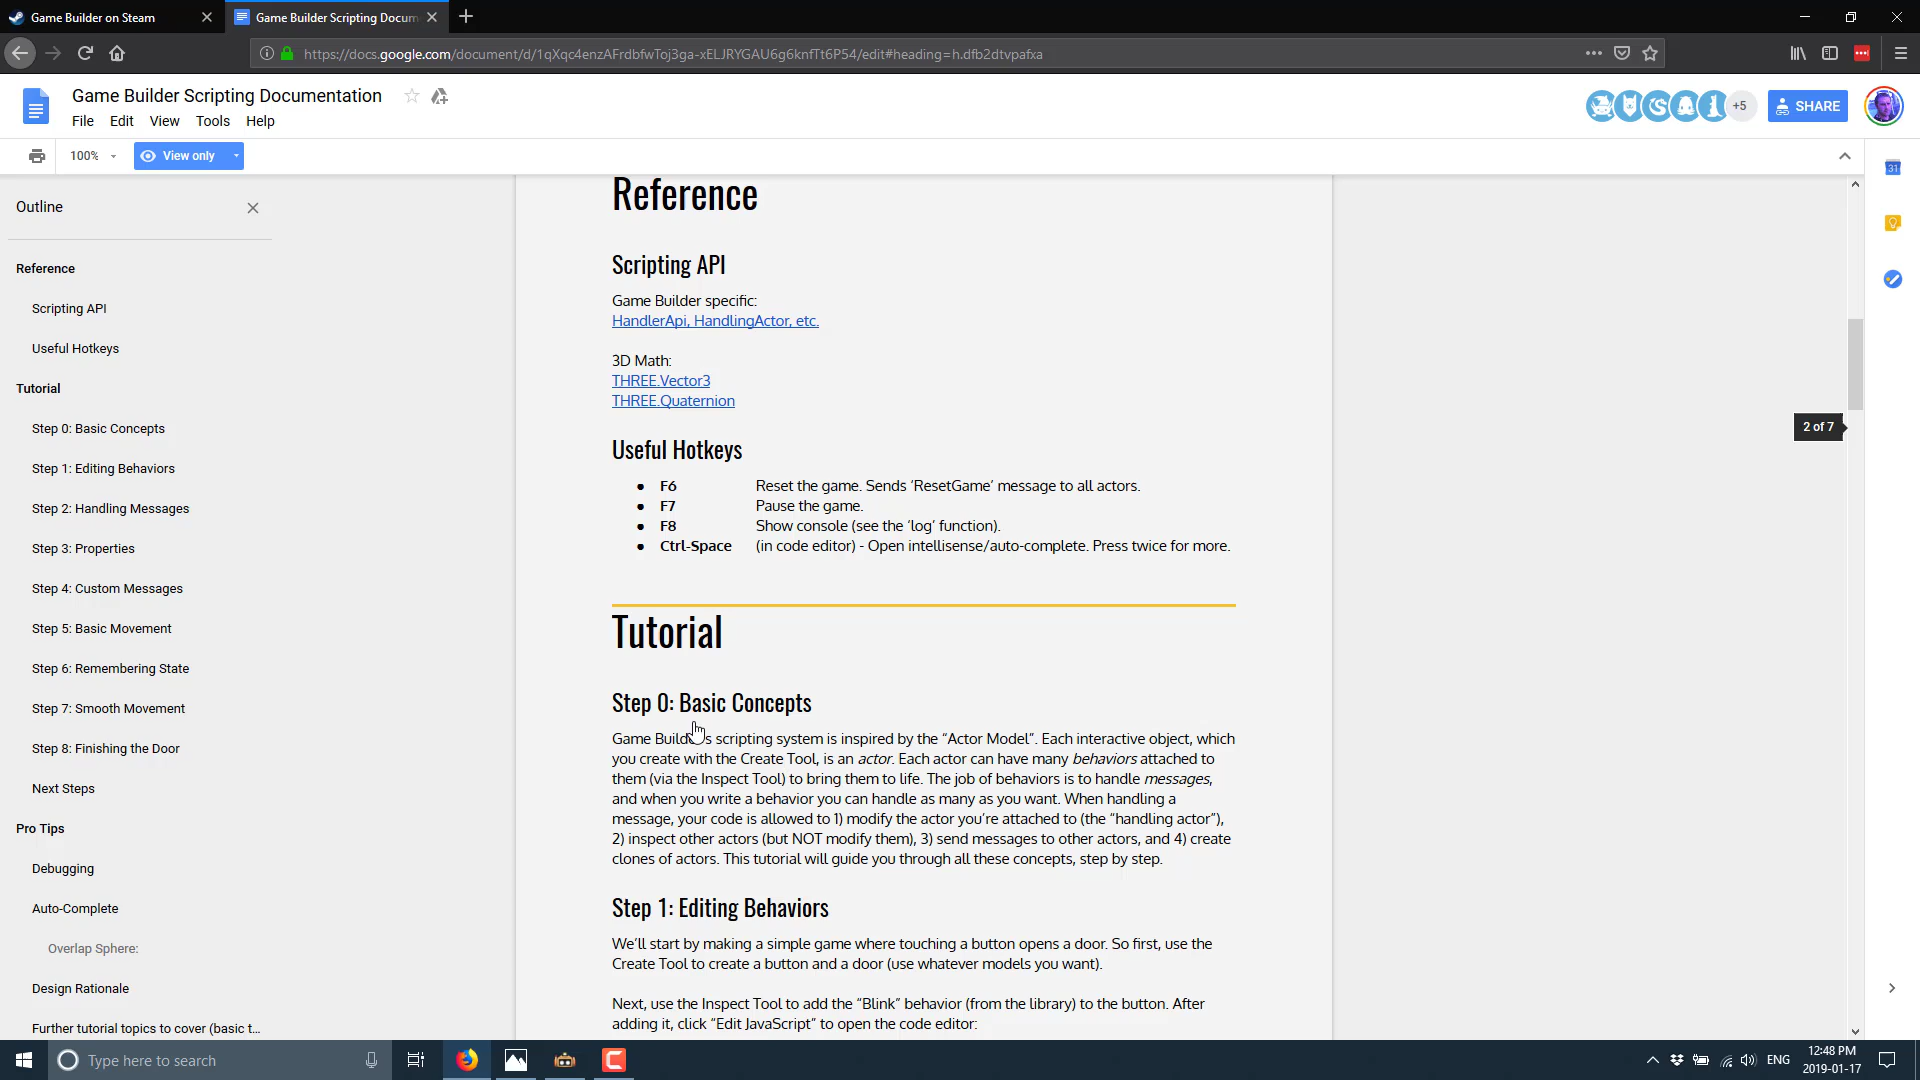 Game Builder on Steam
Game Builder Scripting Docum
https://docs.google.com/document/d/1qXqc4enzAFrdbfwToj3ga-xELJRYGAU6g6knfTt6P54/edit#heading=h.dfb2dtvpafxa
Game Builder Scripting Documentation
File Edit View Tools Help
+5
SHARE
100%
View only
31
Outline
Reference
Scripting API
Useful Hotkeys
Tutorial
Step 0: Basic Concepts
Step 1: Editing Behaviors
Step 2: Handling Messages
Step 3: Properties
Step 4: Custom Messages
Step 5: Basic Movement
Step 6: Remembering State
Step 7: Smooth Movement
Step 8: Finishing the Door
Next Steps
Pro Tips
Debugging
Auto-Complete
Overlap Sphere:
Design Rationale
Further tutorial topics to cover (basic t...
Reference
Scripting API
Game Builder specific:
HandlerApi, HandlingActor, etc.
3D Math:
THREE.Vector3
THREE.Quaternion
Useful Hotkeys
● F6 Reset the game. Sends ‘ResetGame’ message to all actors.
● F7 Pause the game.
● F8 Show console (see the ‘log’ function).
● Ctrl-Space (in code editor) - Open intellisense/auto-complete. Press twice for more.
2 of 7
Tutorial
Step 0: Basic Concepts
Game Builder's scripting system is inspired by the “Actor Model”. Each interactive object, which
you create with the Create Tool, is an actor. Each actor can have many behaviors attached to
them (via the Inspect Tool) to bring them to life. The job of behaviors is to handle messages,
and when you write a behavior you can handle as many as you want. When handling a
message, your code is allowed to 1) modify the actor you’re attached to (the “handling actor”),
2) inspect other actors (but NOT modify them), 3) send messages to other actors, and 4) create
clones of actors. This tutorial will guide you through all these concepts, step by step.
Step 1: Editing Behaviors
We’ll start by making a simple game where touching a button opens a door. So first, use the
Create Tool to create a button and a door (use whatever models you want).
Next, use the Inspect Tool to add the “Blink” behavior (from the library) to the button. After
adding it, click “Edit JavaScript” to open the code editor:
Type here to search
ENG
12:48 PM
2019-01-17